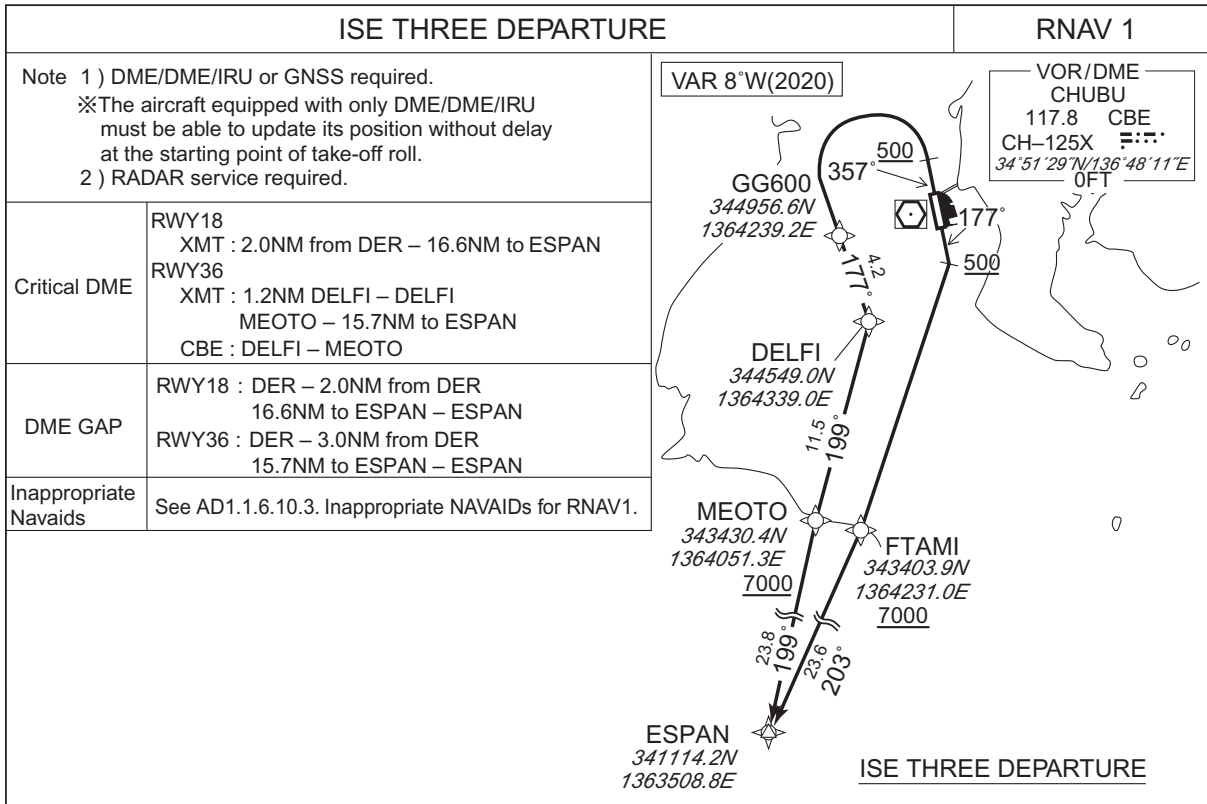 ISE THREE DEPARTURE
RNAV 1
Note 1 ) DME/DME/IRU or GNSS required.
※The aircraft equipped with only DME/DME/IRU
must be able to update its position without delay
at the starting point of take-off roll.
2 ) RADAR service required.
Critical DME
RWY18
XMT : 2.0NM from DER – 16.6NM to ESPAN
RWY36
XMT : 1.2NM DELFI – DELFI
MEOTO – 15.7NM to ESPAN
CBE : DELFI – MEOTO
DME GAP
RWY18 : DER – 2.0NM from DER
16.6NM to ESPAN – ESPAN
RWY36 : DER – 3.0NM from DER
15.7NM to ESPAN – ESPAN
Inappropriate
Navaids
See AD1.1.6.10.3. Inappropriate NAVAIDs for RNAV1.
VAR 8°W(2020)
VOR/DME
CHUBU
117.8 CBE
CH–125X
34°51´29˝N/136°48´11˝E
0FT
500
357°
GG600
344956.6N
1364239.2E
177°
500
4.2
177°
DELFI
344549.0N
1364339.0E
11.5
199°
MEOTO
343430.4N
1364051.3E
7000
FTAMI
343403.9N
1364231.0E
7000
23.8
199°
23.6
203°
ESPAN
341114.2N
1363508.8E
ISE THREE DEPARTURE